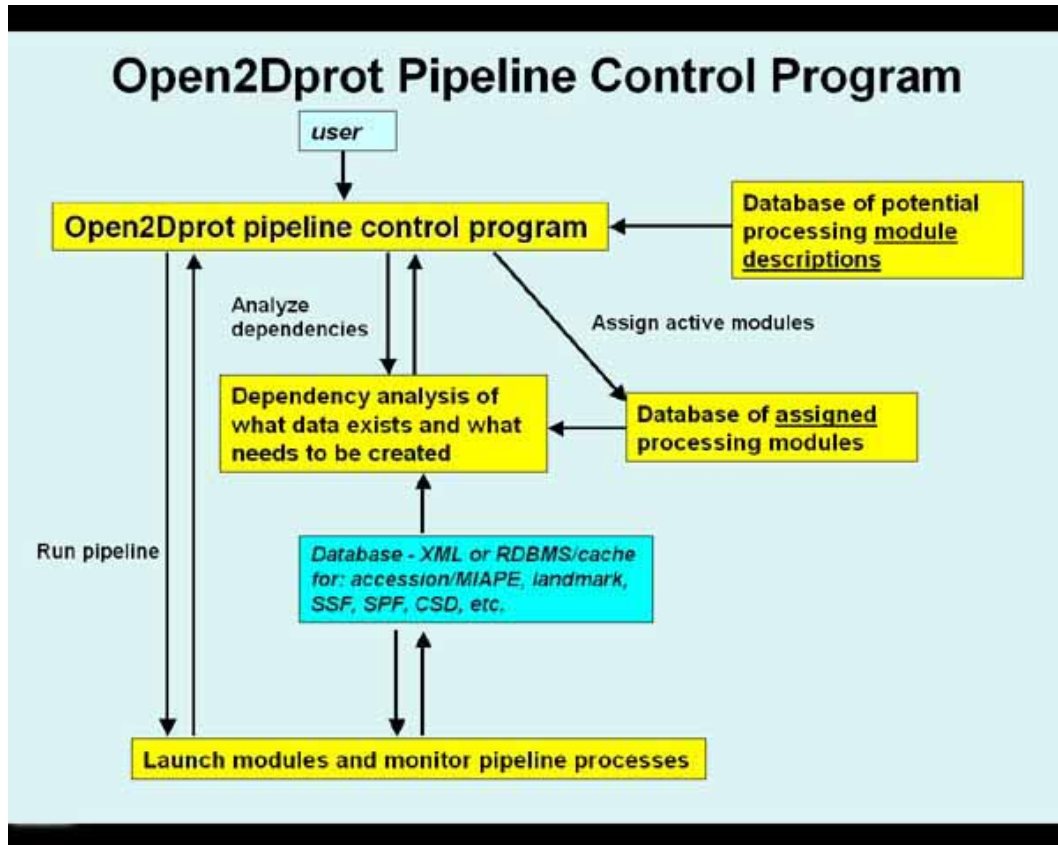 Open2Dprot Pipeline Control Program
user
Open2Dprot pipeline control program
Database of potential
processing module
descriptions
Analyze
dependencies
Assign active modules
Dependency analysis of
what data exists and what
needs to be created
Database of assigned
processing modules
Run pipeline
Database - XML or RDBMS/cache
for: accession/MIAPE, landmark,
SSF, SPF, CSD, etc.
Launch modules and monitor pipeline processes